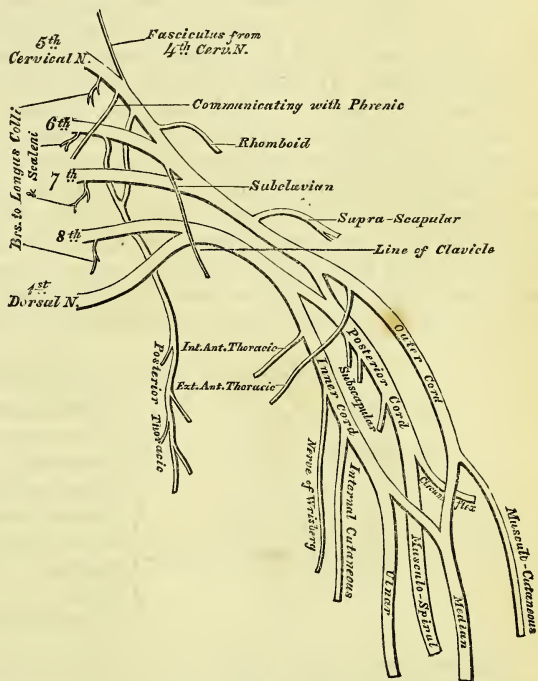 Fasciculus from
4th Cerv. N.
5th
Cervical N.
Communicating with Phrenic
Brs. to Longus Colli
& Scaleni
6th
Rhomboid
7th
Subclavian
Supra-Scapular
8th
Line of Clavicle
1st
Dorsal N.
Int. Ant. Thoracic
Ext. Ant. Thoracic
Posterior Thoracic
Outer Cord
Posterior Cord
Subscapular
Inner Cord
Circum
flex
Nerve of Wrisberg
Internal Cutaneous
Ulnar
Musculo-Spiral
Median
Musculo-Cutaneous